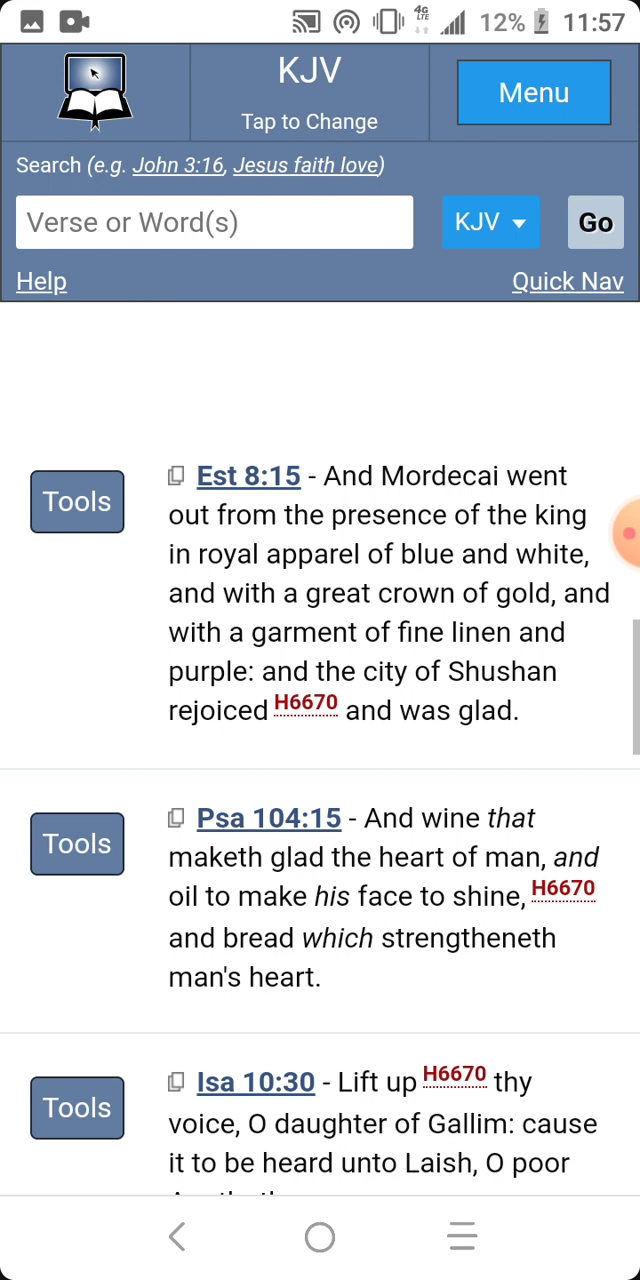 4G
LTE
12%
11:57
KJV
Tap to Change
Menu
Search (e.g. John 3:16, Jesus faith love)
Verse or Word(s)
KJV
Go
Help
Quick Nav
Tools
Est 8:15 - And Mordecai went
out from the presence of the king
in royal apparel of blue and white,
and with a great crown of gold, and
with a garment of fine linen and
purple: and the city of Shushan
rejoiced H6670 and was glad.
Tools
Psa 104:15 - And wine that
maketh glad the heart of man, and
oil to make his face to shine, H6670
and bread which strengtheneth
man's heart.
Tools
Isa 10:30 - Lift up H6670 thy
voice, O daughter of Gallim: cause
it to be heard unto Laish, O poor